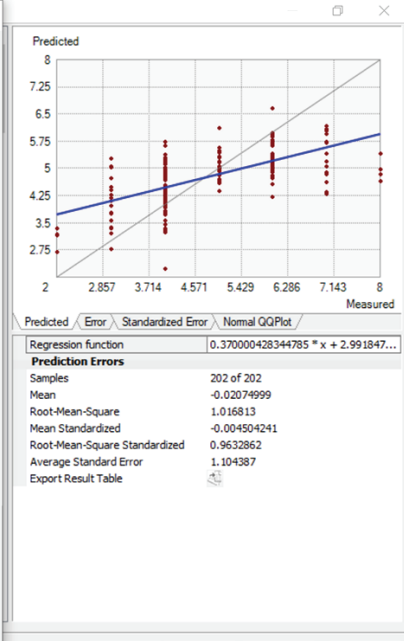 Predicted
8
7.25
6.5
5.75
5
4.25
3.5
2.75
2 2.857 3.714 4.571 5.429 6.286 7.143 8
Measured
Predicted Error Standardized Error Normal QQPlot
Regression function 0.370000428344785 * x + 2.991847...
Prediction Errors
Samples 202 of 202
Mean -0.02074999
Root-Mean-Square 1.016813
Mean Standardized -0.004504241
Root-Mean-Square Standardized 0.9632862
Average Standard Error 1.104387
Export Result Table